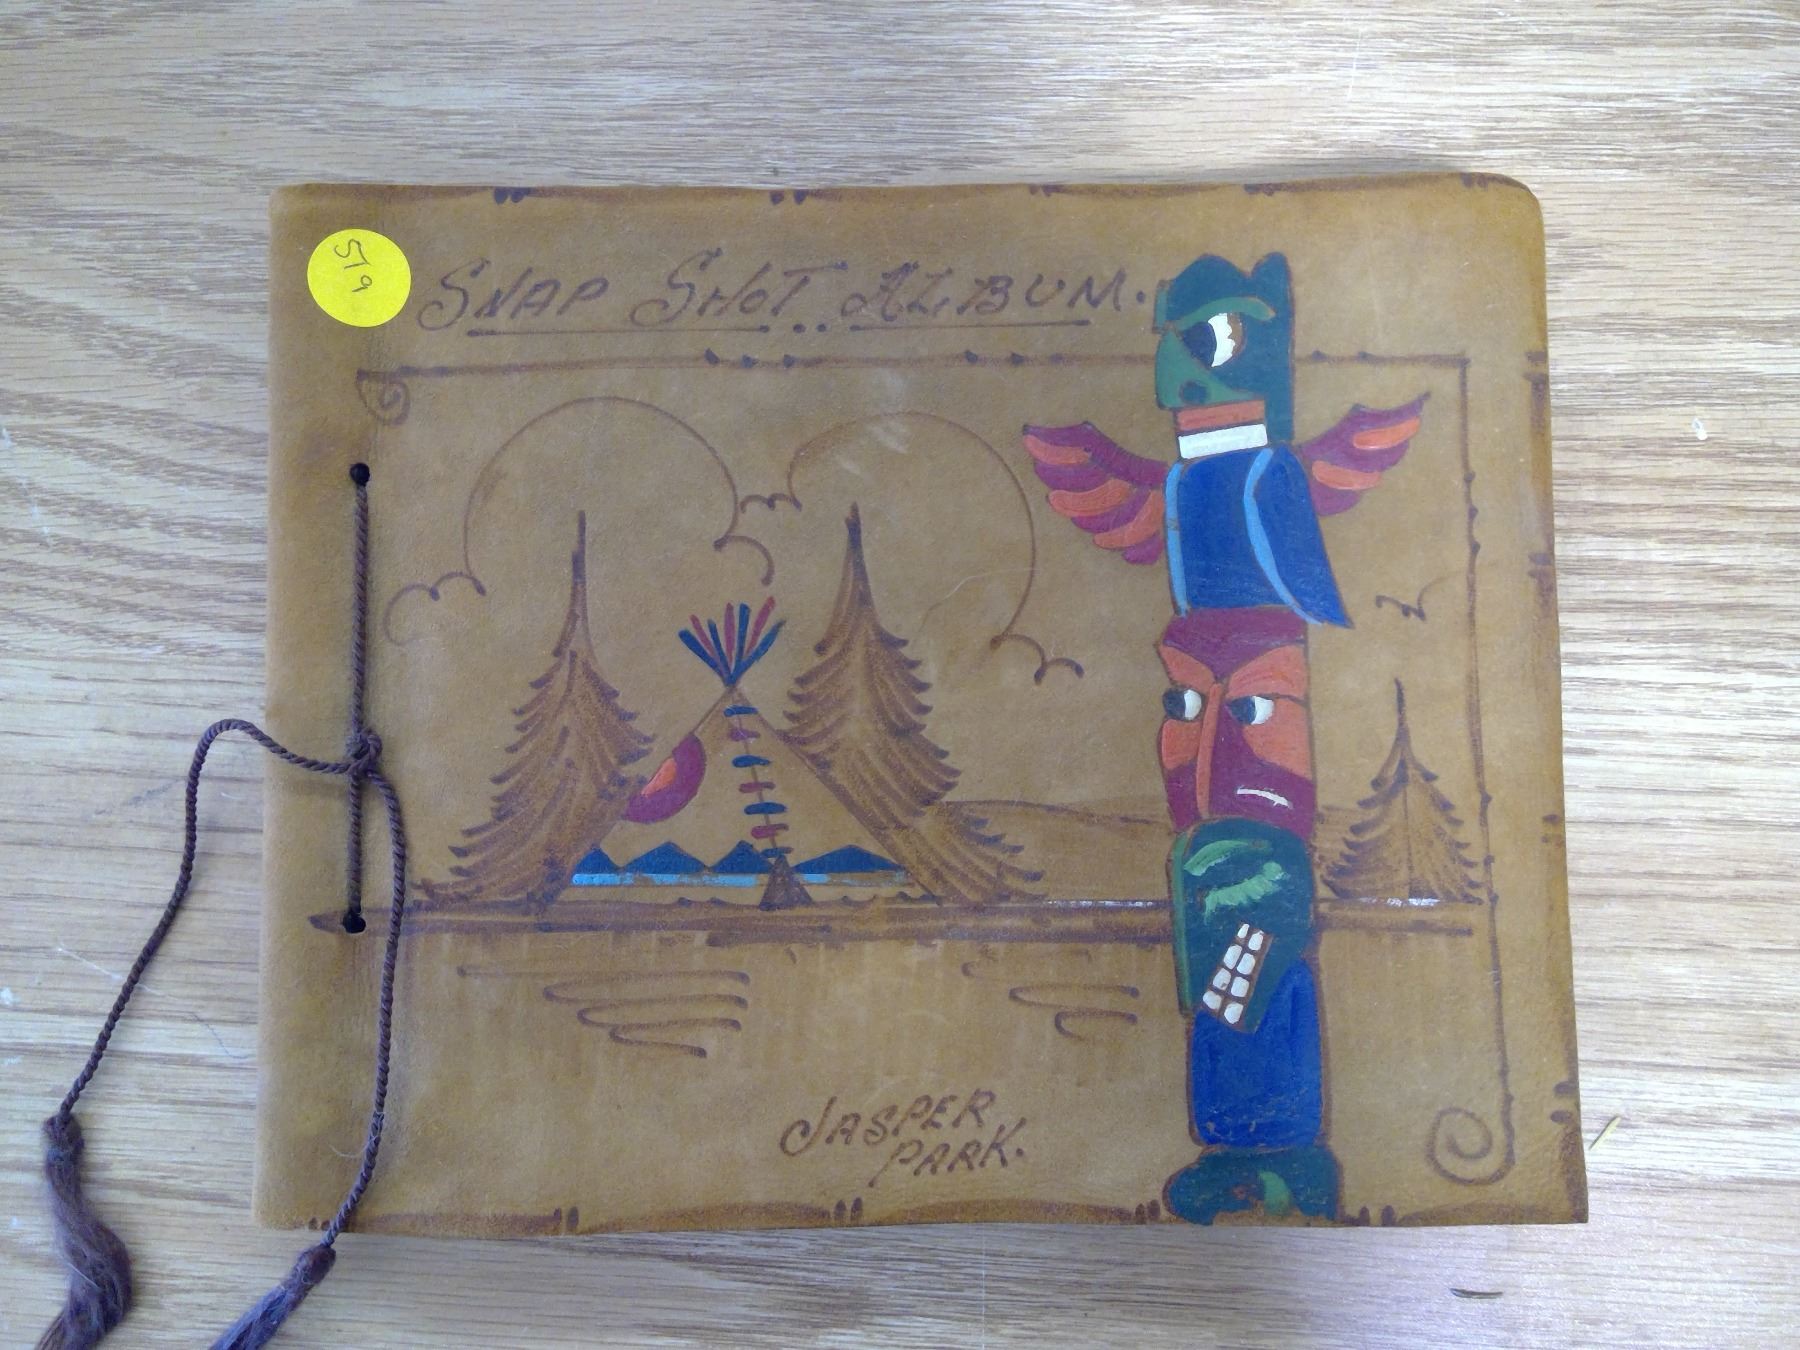 519
SNAP SHOT ALBUM.
JASPER
PARK.